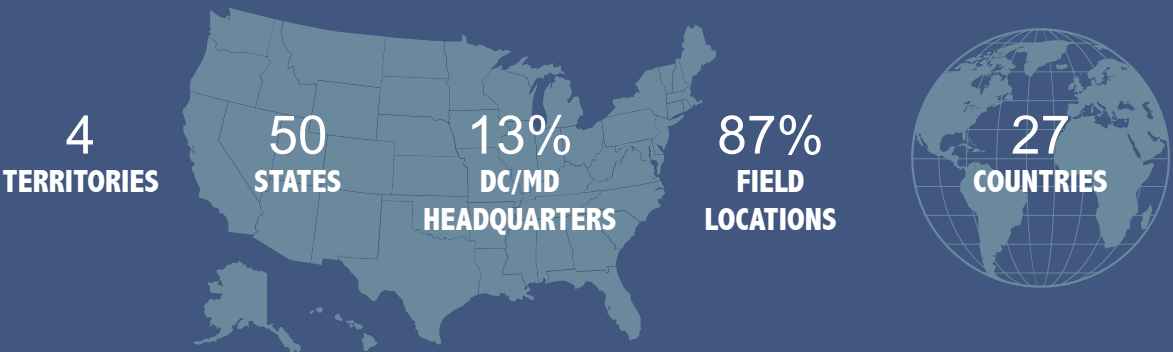 4
TERRITORIES
50
STATES
13%
DC/MD
HEADQUARTERS
87%
FIELD
LOCATIONS
27
COUNTRIES